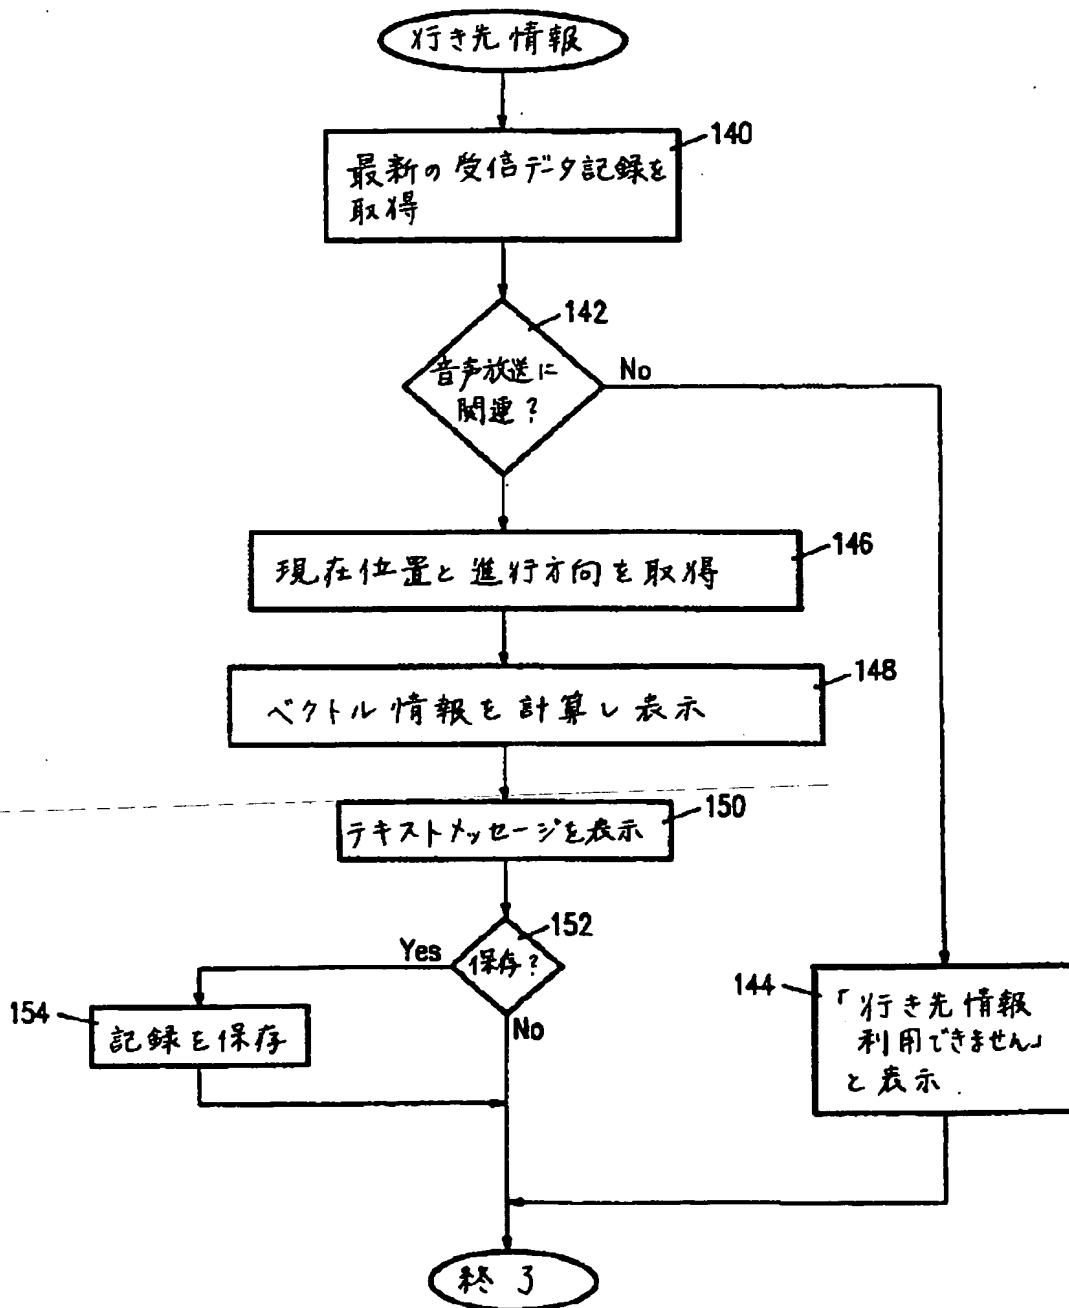 行き先情報
140
最新の受信データ記録を
取得
142
音声放送に
関連?
No
146
現在位置と進行方向を取得
148
ベクトル情報を計算し表示
150
テキストメッセージを表示
152
保存?
Yes
No
154
記録を保存
144
「行き先情報
利用できません」
と表示
終了